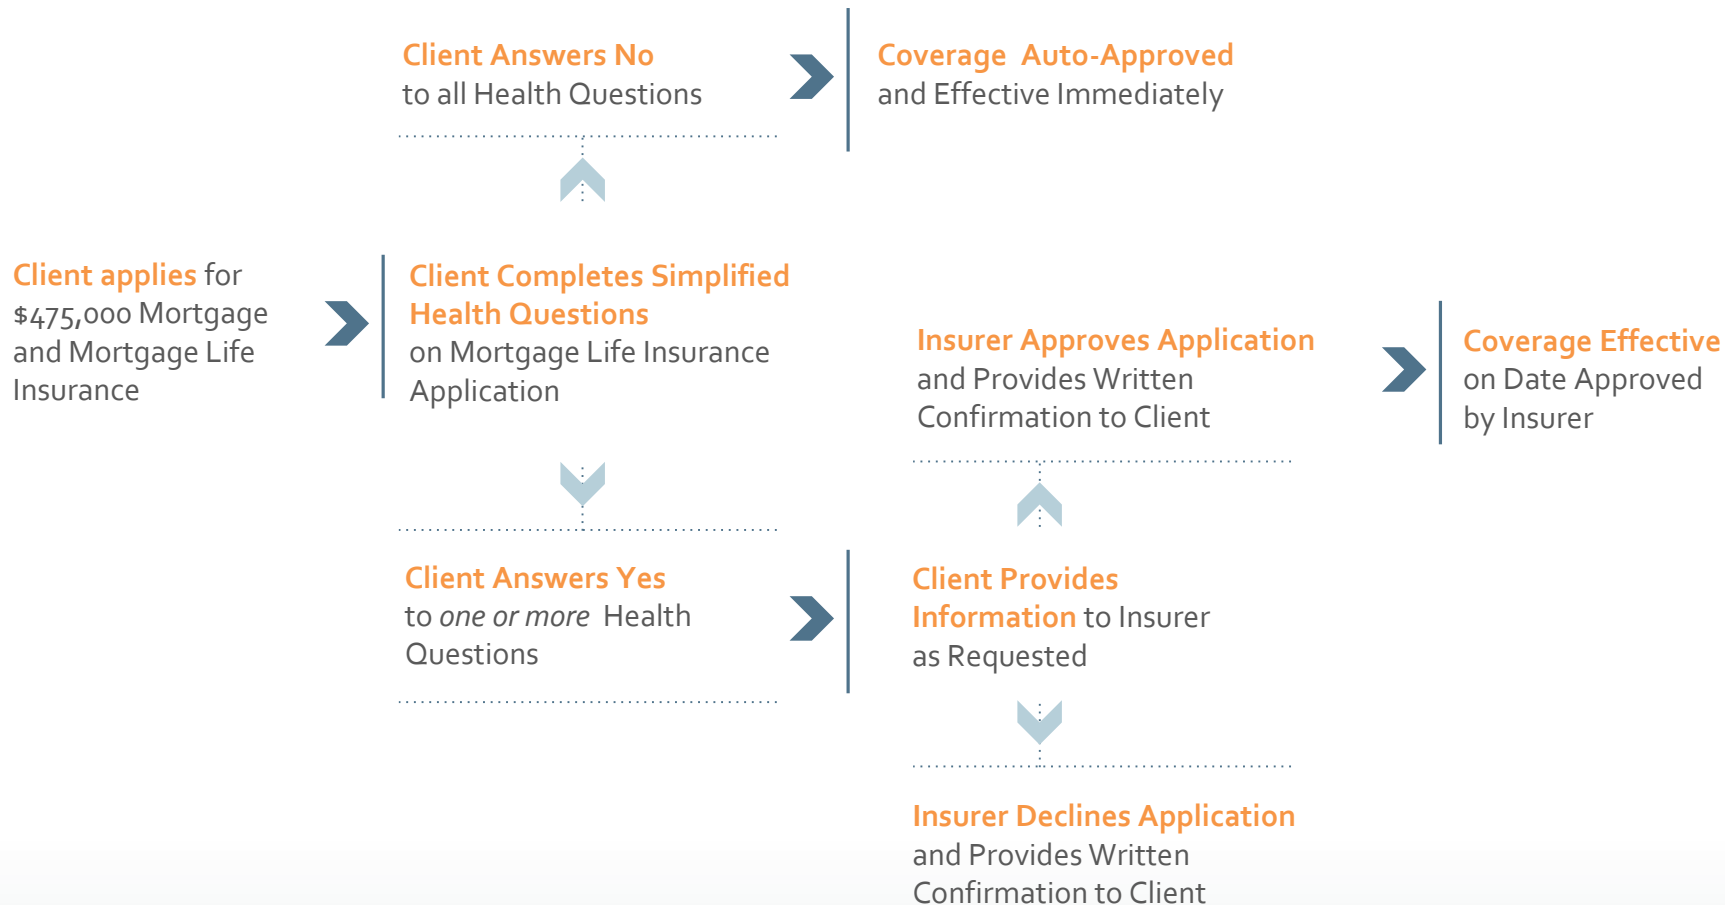 Client Answers No
to all Health Questions
Coverage Auto-Approved
and Effective Immediately
Client applies for
$475,000 Mortgage
and Mortgage Life
Insurance
Client Completes Simplified
Health Questions
on Mortgage Life Insurance
Application
Insurer Approves Application
and Provides Written
Confirmation to Client
Coverage Effective
on Date Approved
by Insurer
Client Answers Yes
to one or more Health
Questions
Client Provides
Information to Insurer
as Requested
Insurer Declines Application
and Provides Written
Confirmation to Client